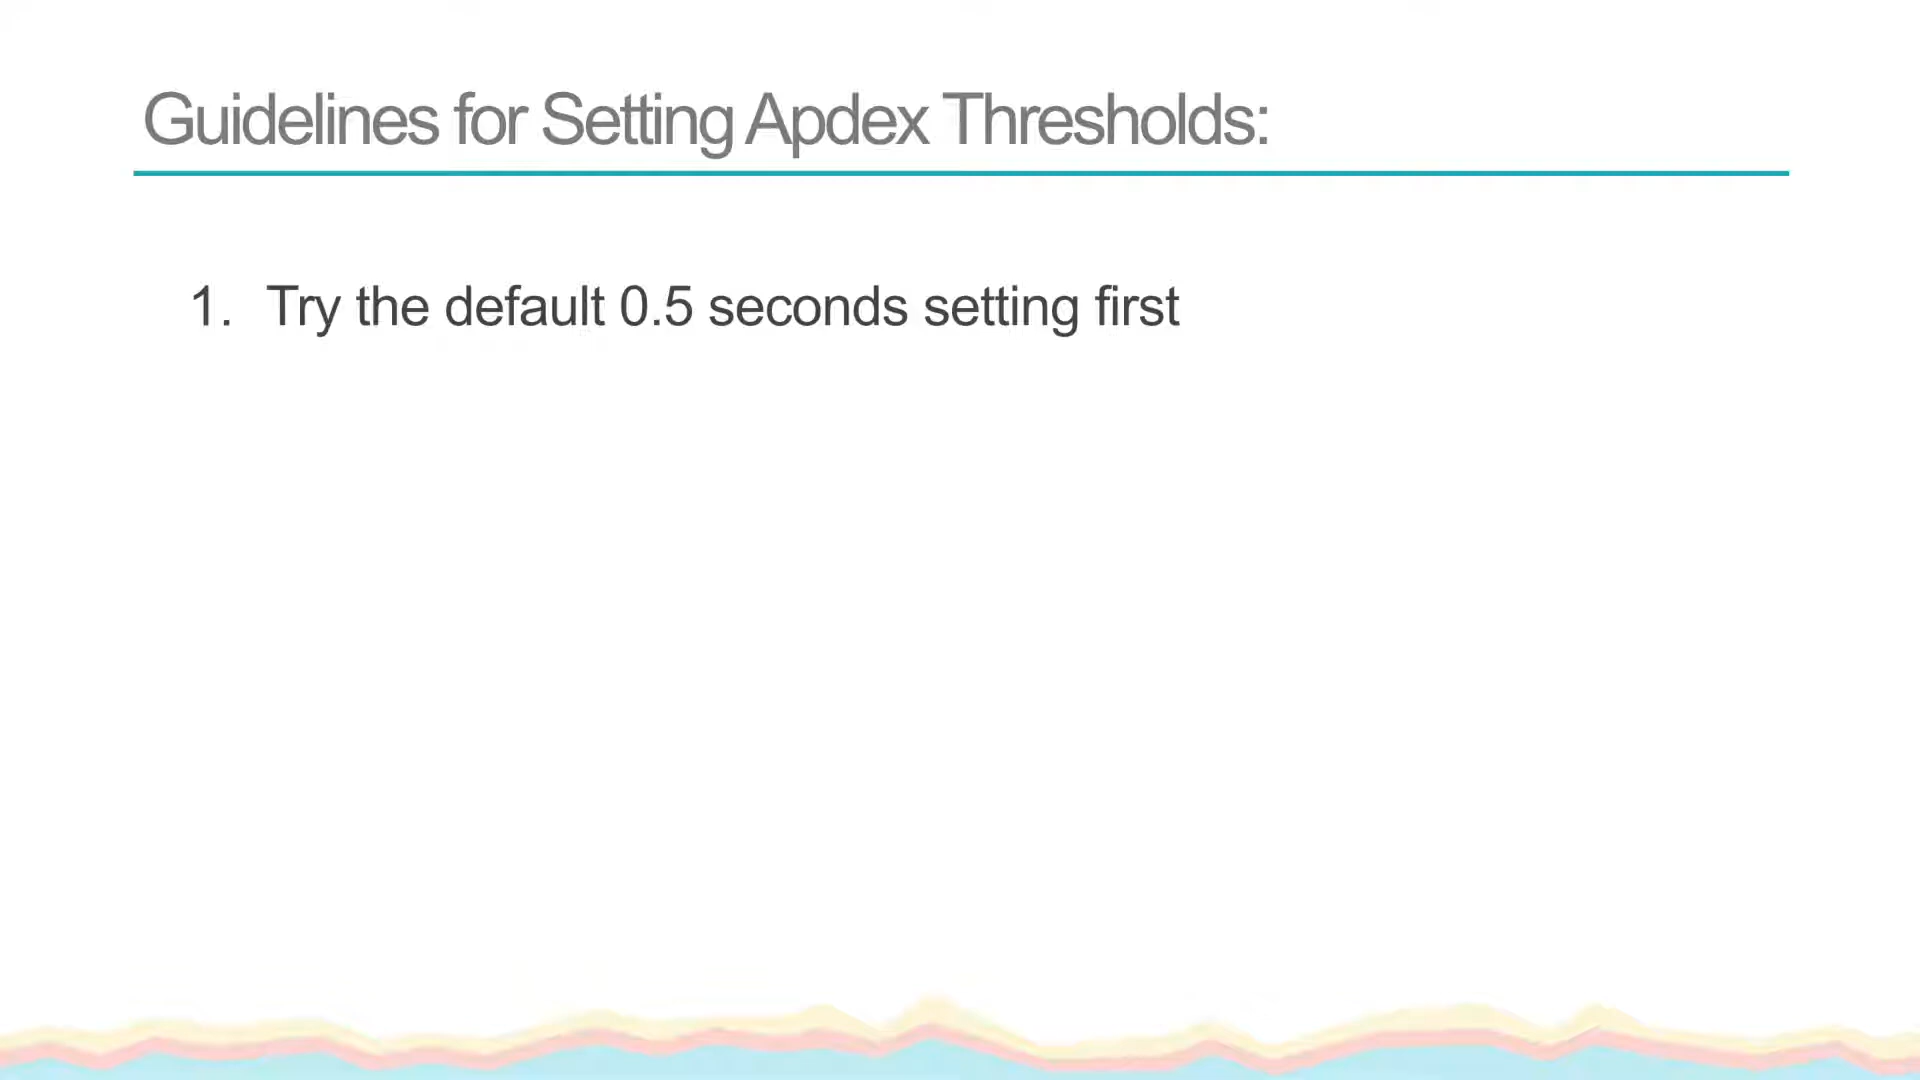 Guidelines for Setting Apdex Thresholds:
1. Try the default 0.5 seconds setting first